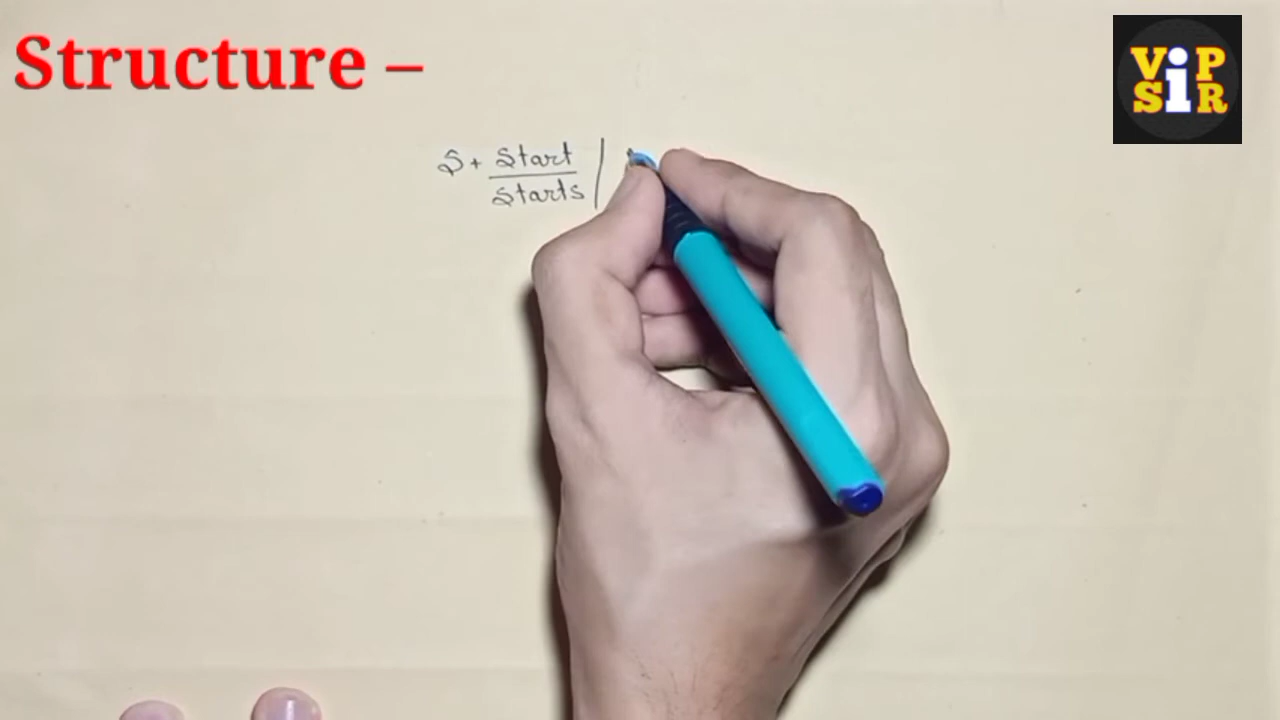 Structure –
ViP
SiR
S + Start |
Starts